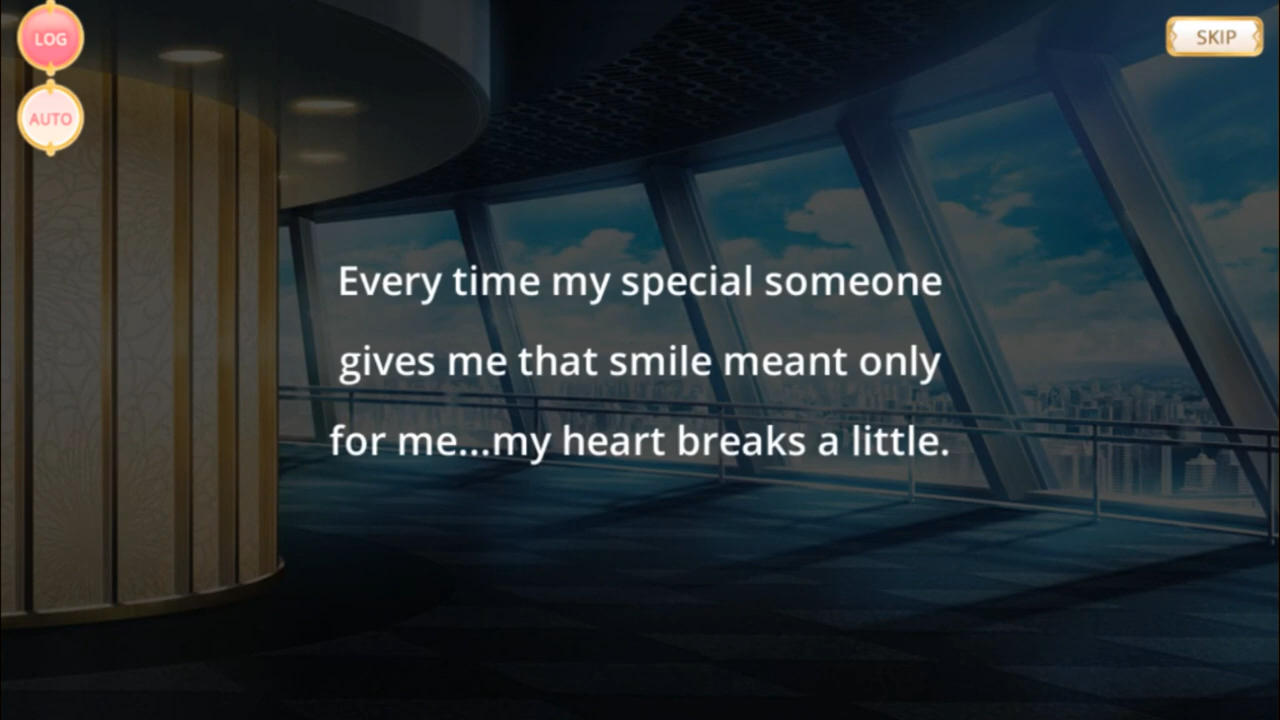 LOG
SKIP
AUTO
Every time my special someone
gives me that smile meant only
for me...my heart breaks a little.